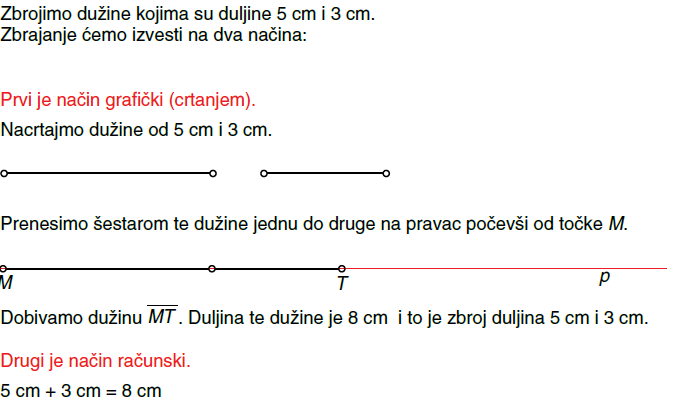 Zbrojimo dužine kojima su duljine 5 cm i 3 cm.
Zbrajanje ćemo izvesti na dva načina:
Prvi je način grafički (crtanjem).
Nacrtajmo dužine od 5 cm i 3 cm.
Prenesimo šestarom te dužine jednu do druge na pravac počevši od točke M.
M T p
Dobivamo dužinu MT. Duljina te dužine je 8 cm i to je zbroj duljina 5 cm i 3 cm.
Drugi je način računski.
5 cm + 3 cm = 8 cm